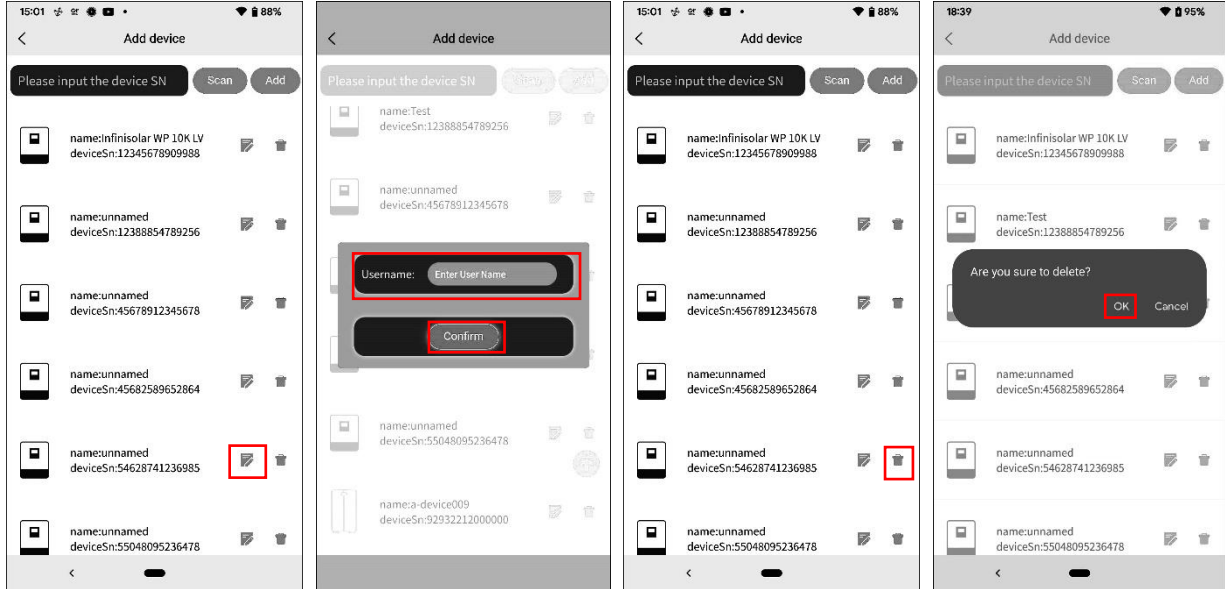 15:01 88%
Add device
Please input the device SN Scan Add
name:Infinisolar WP 10K LV
deviceSn:12345678909988
name:unnamed
deviceSn:12388854789256
name:unnamed
deviceSn:45678912345678
name:unnamed
deviceSn:45682589652864
name:unnamed
deviceSn:54628741236985
name:unnamed
deviceSn:55048095236478
Add device
Please input the device SN Scan Add
name:Test
deviceSn:12388854789256
name:unnamed
deviceSn:45678912345678
Username: Enter User Name
Confirm
name:unnamed
deviceSn:55048095236478
name:a-device009
deviceSn:92932212000000
15:01 88%
Add device
Please input the device SN Scan Add
name:Infinisolar WP 10K LV
deviceSn:12345678909988
name:unnamed
deviceSn:12388854789256
name:unnamed
deviceSn:45678912345678
name:unnamed
deviceSn:45682589652864
name:unnamed
deviceSn:54628741236985
name:unnamed
deviceSn:55048095236478
18:39 95%
Add device
Please input the device SN Scan Add
name:Infinisolar WP 10K LV
deviceSn:12345678909988
name:Test
deviceSn:12388854789256
Are you sure to delete?
OK Cancel
name:unnamed
deviceSn:45682589652864
name:unnamed
deviceSn:54628741236985
name:unnamed
deviceSn:55048095236478